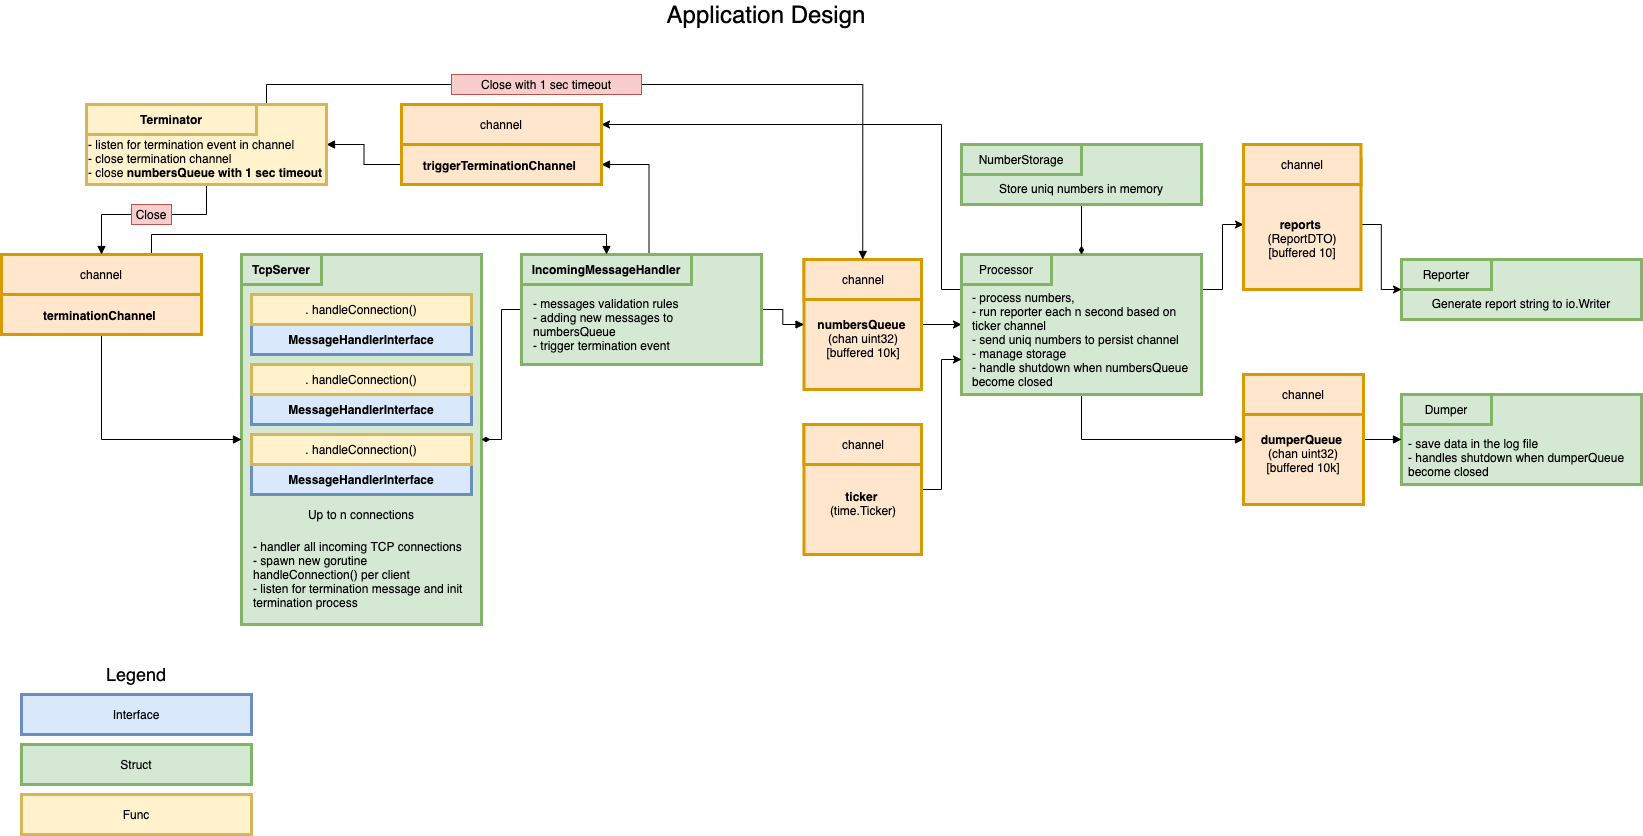 Application Design
Close with 1 sec timeout
Terminator
- listen for termination event in channel
- close termination channel
- close numbersQueue with 1 sec timeout
channel
triggerTerminationChannel
Close
channel
terminationChannel
TcpServer
. handleConnection()
MessageHandlerInterface
. handleConnection()
MessageHandlerInterface
. handleConnection()
MessageHandlerInterface
Up to n connections
- handler all incoming TCP connections
- spawn new gorutine
handleConnection() per client
- listen for termination message and init
termination process
IncomingMessageHandler
- messages validation rules
- adding new messages to
numbersQueue
- trigger termination event
channel
numbersQueue
(chan uint32)
[buffered 10k]
channel
ticker
(time.Ticker)
NumberStorage
Store uniq numbers in memory
Processor
- process numbers,
- run reporter each n second based on
ticker channel
- send uniq numbers to persist channel
- manage storage
- handle shutdown when numbersQueue
become closed
channel
reports
(ReportDTO)
[buffered 10]
Reporter
Generate report string to io.Writer
channel
dumperQueue
(chan uint32)
[buffered 10k]
Dumper
- save data in the log file
- handles shutdown when dumperQueue
become closed
Legend
Interface
Struct
Func